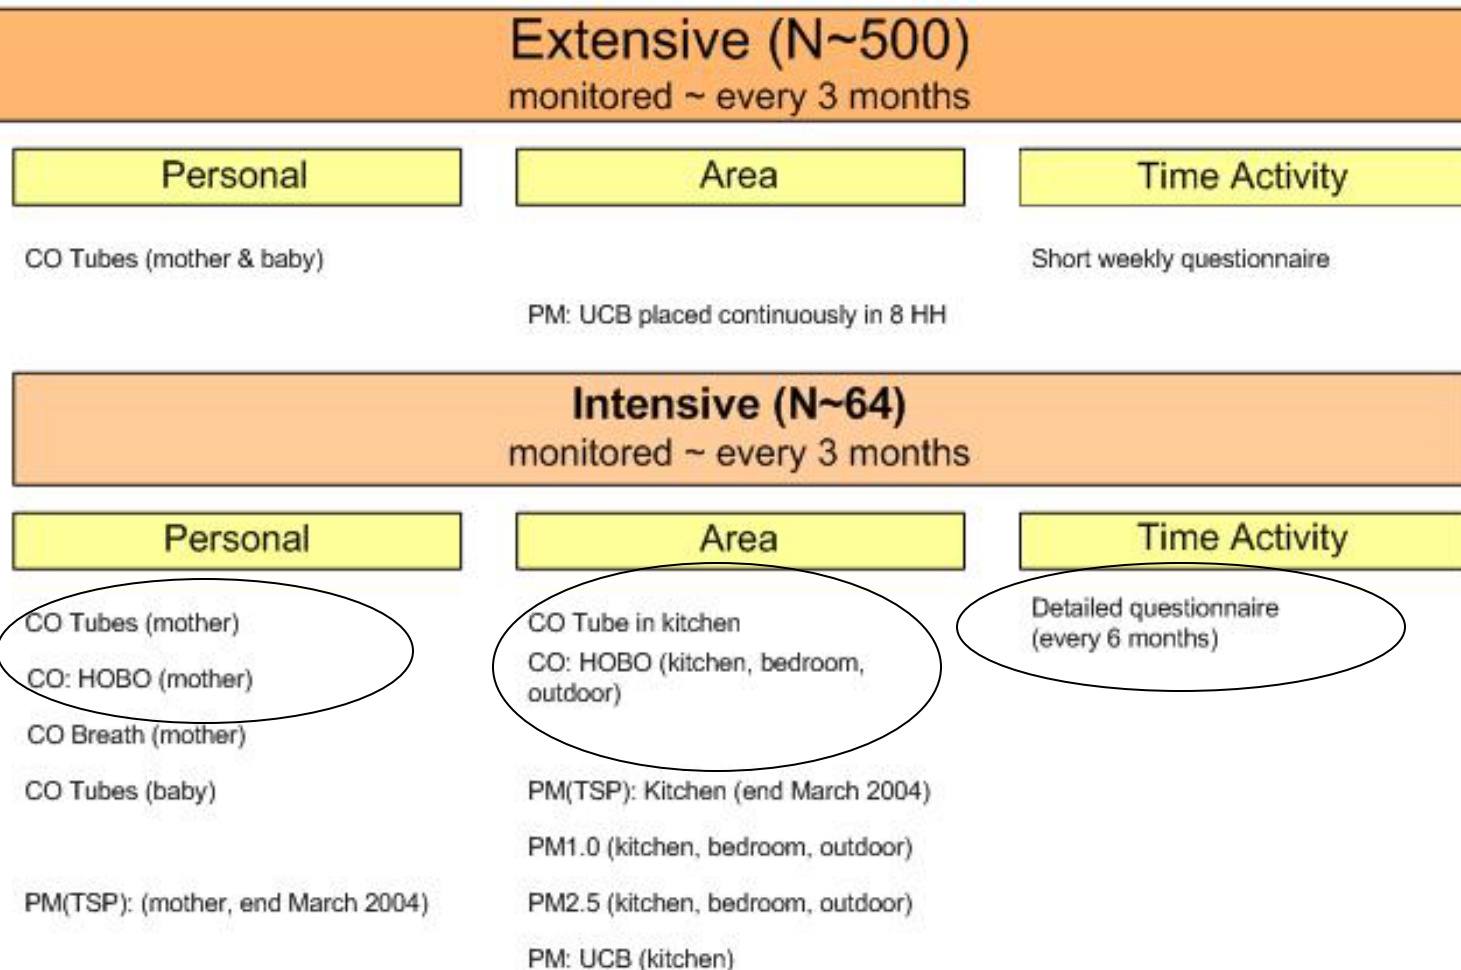 Extensive (N~500)
monitored ~ every 3 months
Personal
Area
Time Activity
CO Tubes (mother & baby)
Short weekly questionnaire
PM: UCB placed continuously in 8 HH
Intensive (N~64)
monitored ~ every 3 months
Personal
Area
Time Activity
CO Tubes (mother)
CO: HOBO (mother)
CO Breath (mother)
CO Tubes (baby)
PM(TSP): (mother, end March 2004)
CO Tube in kitchen
CO: HOBO (kitchen, bedroom,
outdoor)
PM(TSP): Kitchen (end March 2004)
PM1.0 (kitchen, bedroom, outdoor)
PM2.5 (kitchen, bedroom, outdoor)
PM: UCB (kitchen)
Detailed questionnaire
(every 6 months)